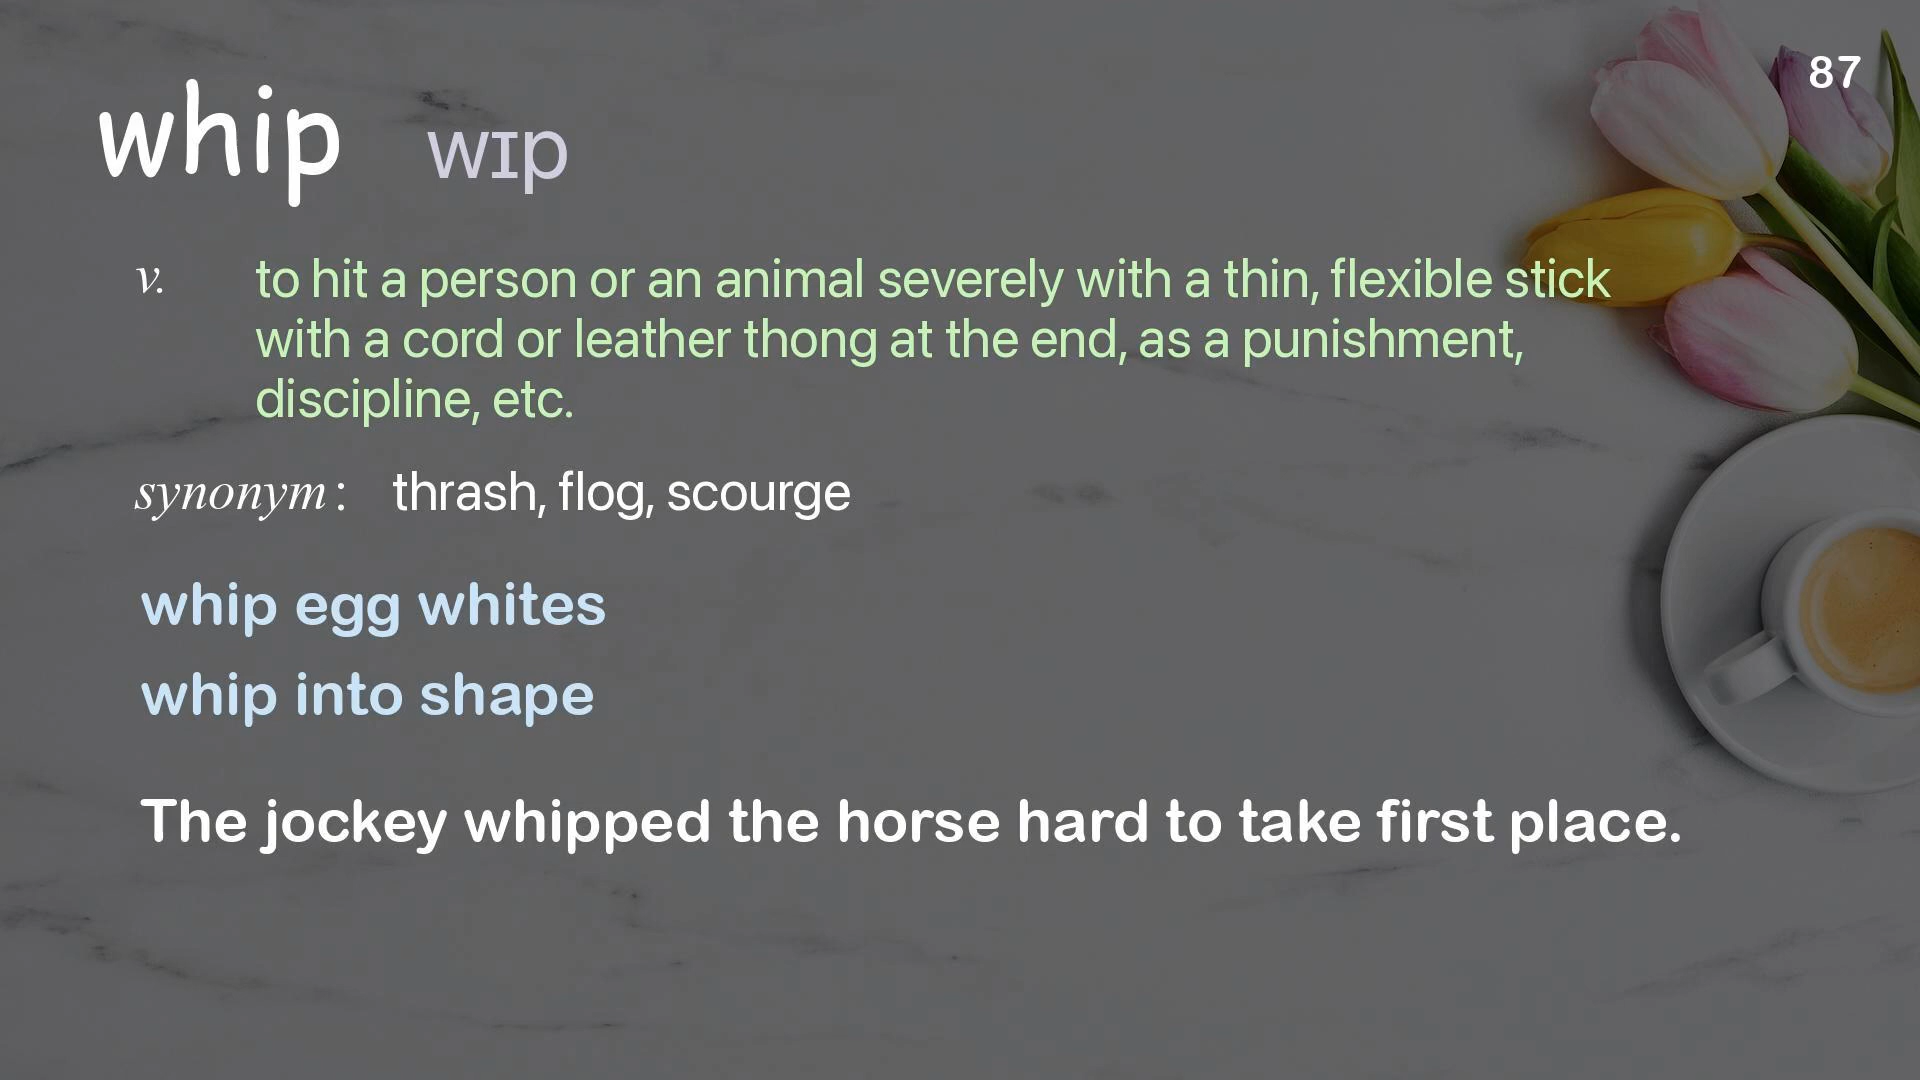 87
whip wɪp
v. to hit a person or an animal severely with a thin, flexible stick
with a cord or leather thong at the end, as a punishment,
discipline, etc.
synonym: thrash, flog, scourge
whip egg whites
whip into shape
The jockey whipped the horse hard to take first place.